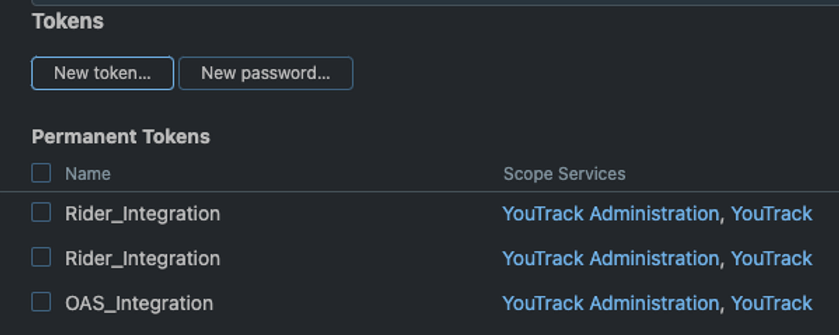 Tokens
New token... New password...
Permanent Tokens
Name Scope Services
Rider_Integration YouTrack Administration, YouTrack
Rider_Integration YouTrack Administration, YouTrack
OAS_Integration YouTrack Administration, YouTrack